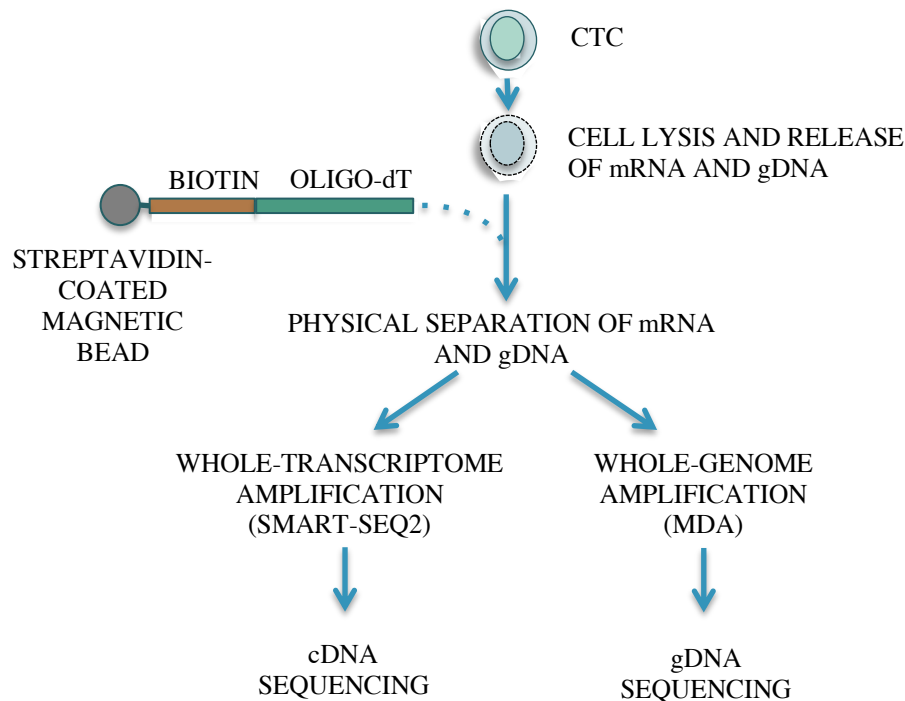 CTC
CELL LYSIS AND RELEASE
OF mRNA AND gDNA
BIOTIN
OLIGO-dT
STREPTAVIDIN-
COATED
MAGNETIC
BEAD
PHYSICAL SEPARATION OF mRNA
AND gDNA
WHOLE-TRANSCRIPTOME
AMPLIFICATION
(SMART-SEQ2)
WHOLE-GENOME
AMPLIFICATION
(MDA)
cDNA
SEQUENCING
gDNA
SEQUENCING